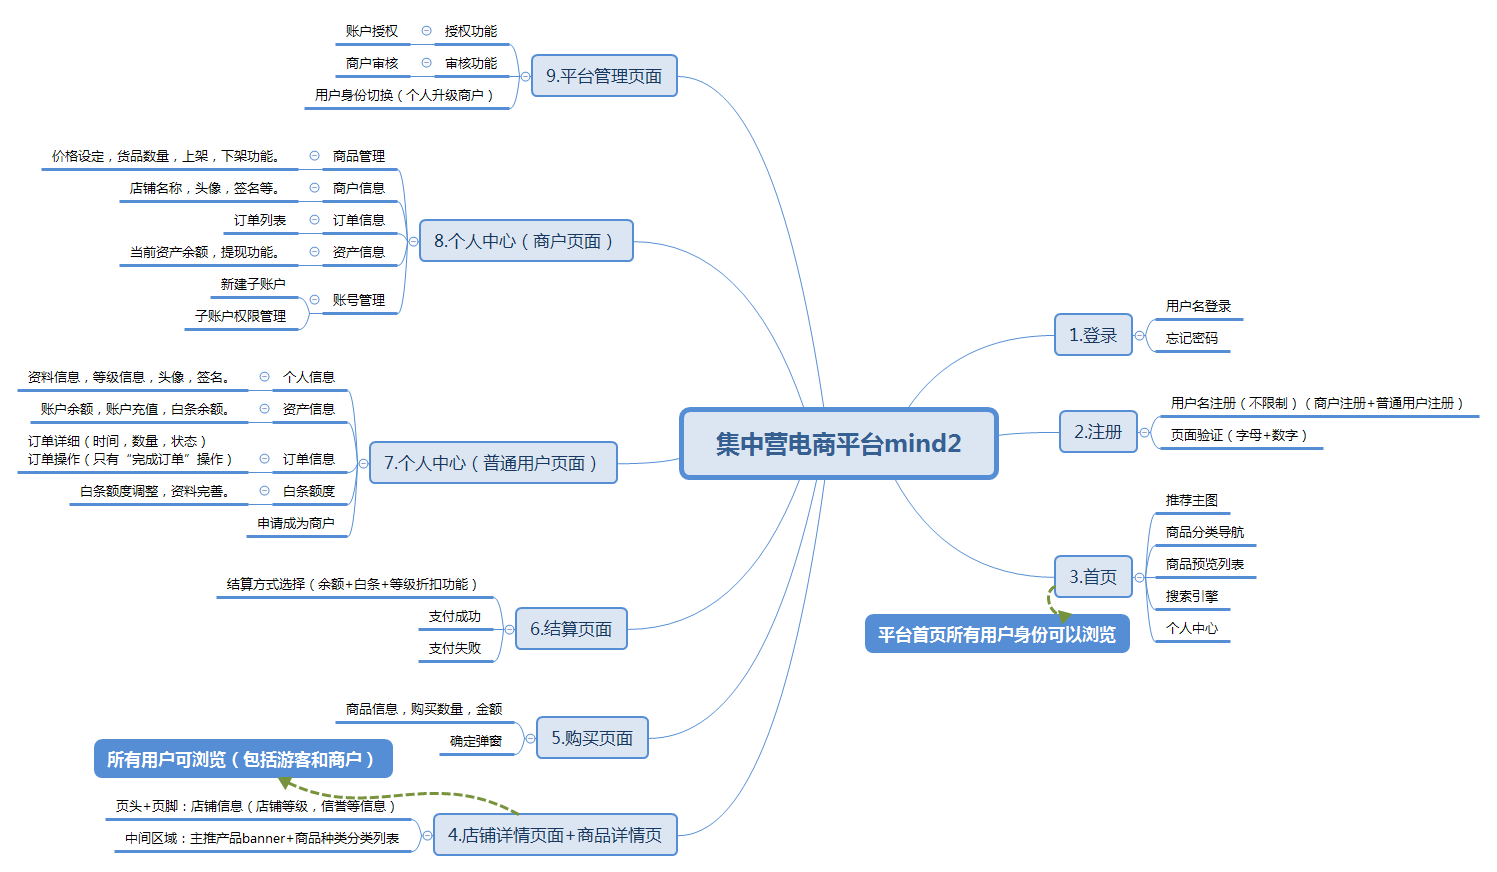 集中营电商平台mind2
1.登录
用户名登录
忘记密码
2.注册
用户名注册（不限制）（商户注册+普通用户注册）
页面验证（字母+数字）
3.首页
推荐主图
商品分类导航
商品预览列表
搜索引擎
个人中心
平台首页所有用户身份可以浏览
4.店铺详情页面+商品详情页
页头+页脚：店铺信息（店铺等级，信誉等信息）
中间区域：主推产品banner+商品种类分类列表
所有用户可浏览（包括游客和商户）
5.购买页面
商品信息，购买数量，金额
确定弹窗
6.结算页面
结算方式选择（余额+白条+等级折扣功能）
支付成功
支付失败
7.个人中心（普通用户页面）
个人信息
资料信息，等级信息，头像，签名。
资产信息
账户余额，账户充值，白条余额。
订单信息
订单详细（时间，数量，状态）
订单操作（只有“完成订单”操作）
白条额度
白条额度调整，资料完善。
申请成为商户
8.个人中心（商户页面）
商品管理
价格设定，货品数量，上架，下架功能。
商户信息
店铺名称，头像，签名等。
订单信息
订单列表
资产信息
当前资产余额，提现功能。
账号管理
新建子账户
子账户权限管理
9.平台管理页面
授权功能
账户授权
审核功能
商户审核
用户身份切换（个人升级商户）